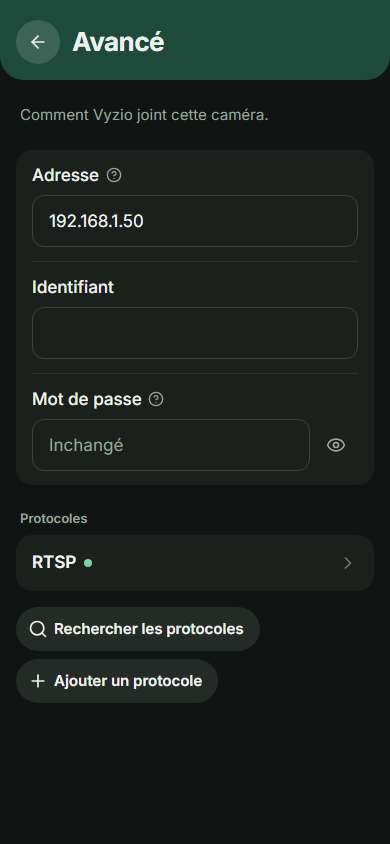 Avancé
Comment Vyzio joint cette caméra.
Adresse
192.168.1.50
Identifiant
Mot de passe
Inchangé
Protocoles
RTSP
Rechercher les protocoles
Ajouter un protocole